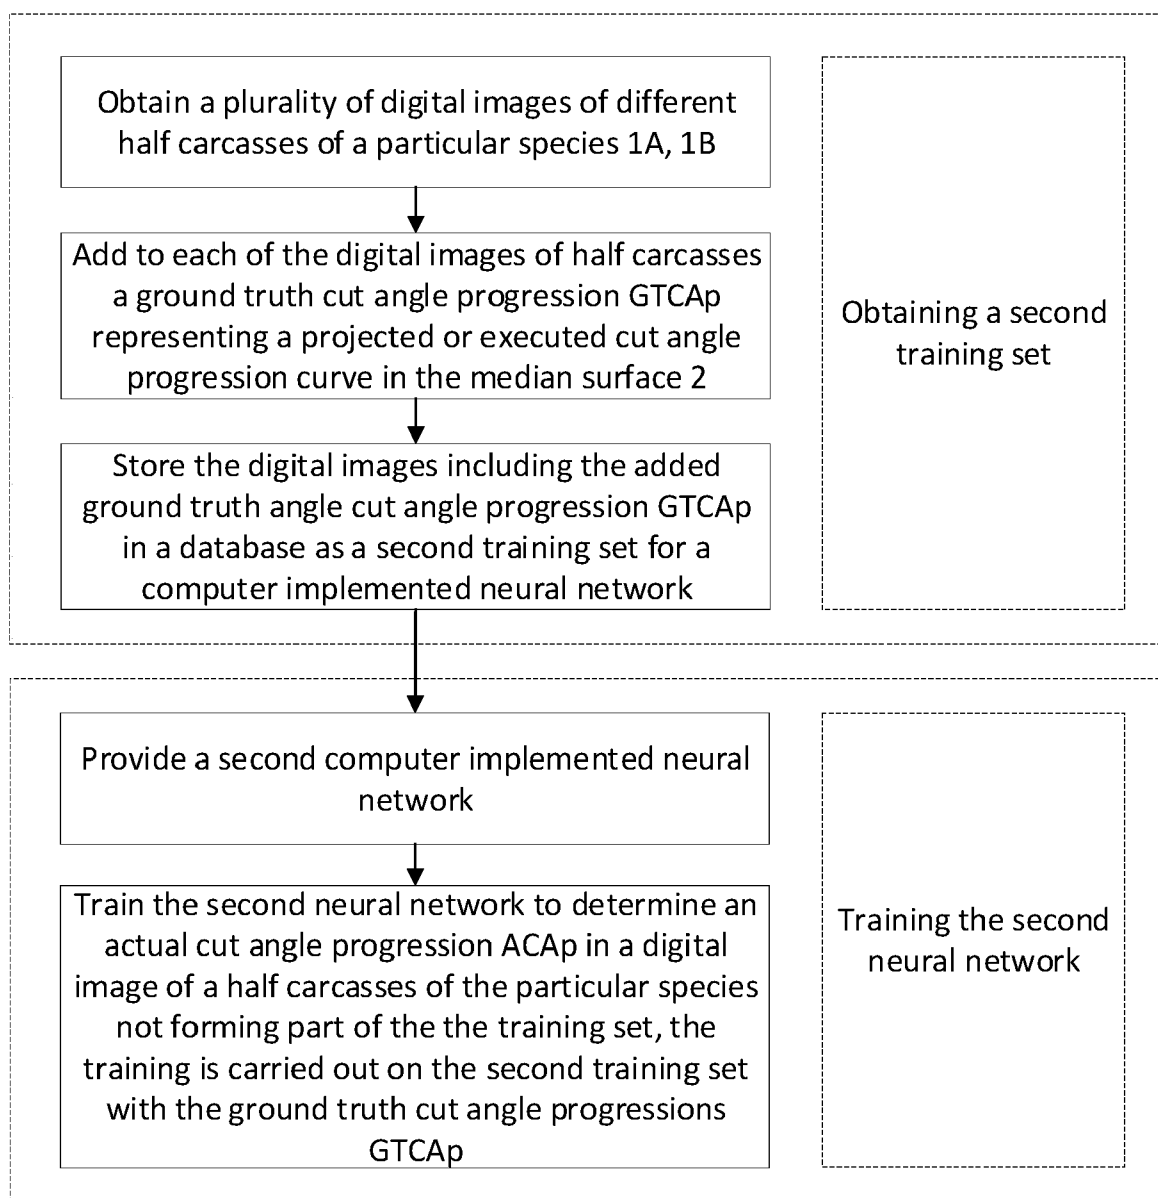 Obtain a plurality of digital images of different
half carcasses of a particular species 1A, 1B
Add to each of the digital images of half carcasses
a ground truth cut angle progression GTCAp
representing a projected or executed cut angle
progression curve in the median surface 2
Store the digital images including the added
ground truth angle cut angle progression GTCAp
in a database as a second training set for a
computer implemented neural network
Obtaining a second
training set
Provide a second computer implemented neural
network
Train the second neural network to determine an
actual cut angle progression ACAp in a digital
image of a half carcasses of the particular species
not forming part of the the training set, the
training is carried out on the second training set
with the ground truth cut angle progressions
GTCAp
Training the second
neural network